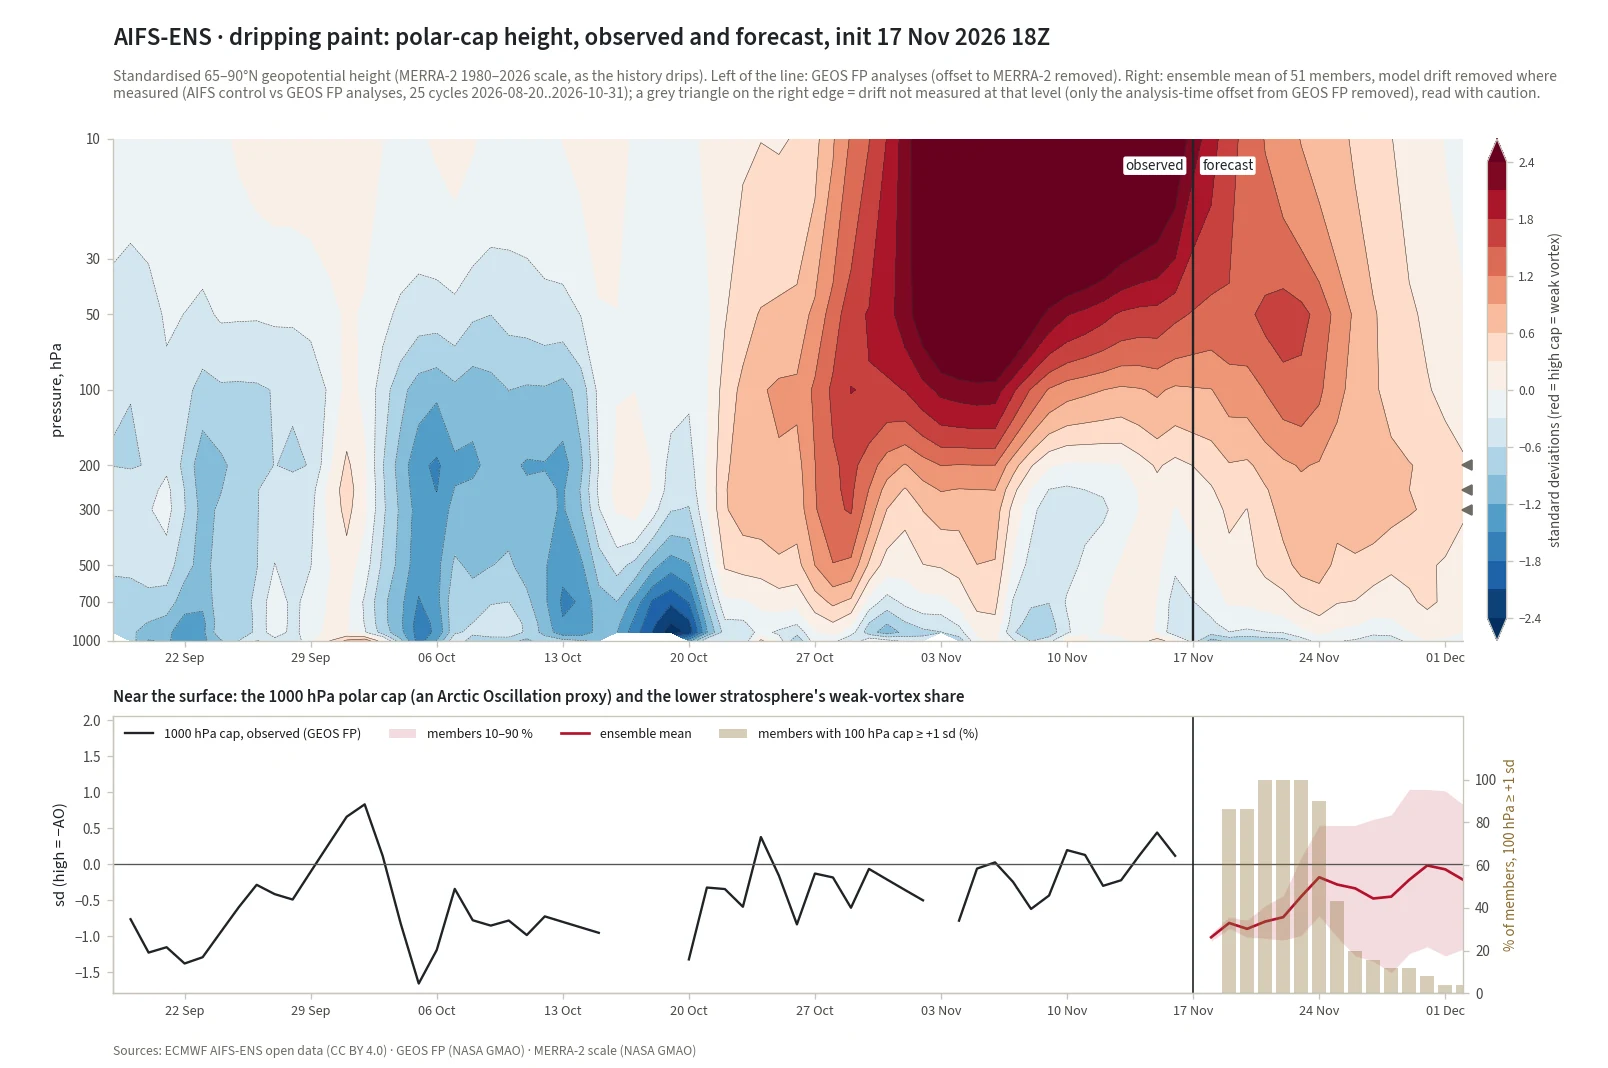 AIFS-ENS · dripping paint: polar-cap height, observed and forecast, init 17 Nov 2026 18Z
Standardised 65–90°N geopotential height (MERRA-2 1980–2026 scale, as the history drips). Left of the line: GEOS FP analyses (offset to MERRA-2 removed). Right: ensemble mean of 51 members, model drift removed where
measured (AIFS control vs GEOS FP analyses, 25 cycles 2026-08-20..2026-10-31); a grey triangle on the right edge = drift not measured at that level (only the analysis-time offset from GEOS FP removed), read with caution.
pressure, hPa
10
30
50
100
200
300
500
700
1000
observed
forecast
22 Sep
29 Sep
06 Oct
13 Oct
20 Oct
27 Oct
03 Nov
10 Nov
17 Nov
24 Nov
01 Dec
2.4
1.8
1.2
0.6
0.0
−0.6
−1.2
−1.8
−2.4
standard deviations (red = high cap = weak vortex)
Near the surface: the 1000 hPa polar cap (an Arctic Oscillation proxy) and the lower stratosphere's weak-vortex share
sd (high = −AO)
2.0
1.5
1.0
0.5
0.0
−0.5
−1.0
−1.5
1000 hPa cap, observed (GEOS FP)
members 10–90 %
ensemble mean
members with 100 hPa cap ≥ +1 sd (%)
100
80
60
40
20
0
% of members, 100 hPa ≥ +1 sd
22 Sep
29 Sep
06 Oct
13 Oct
20 Oct
27 Oct
03 Nov
10 Nov
17 Nov
24 Nov
01 Dec
Sources: ECMWF AIFS-ENS open data (CC BY 4.0) · GEOS FP (NASA GMAO) · MERRA-2 scale (NASA GMAO)